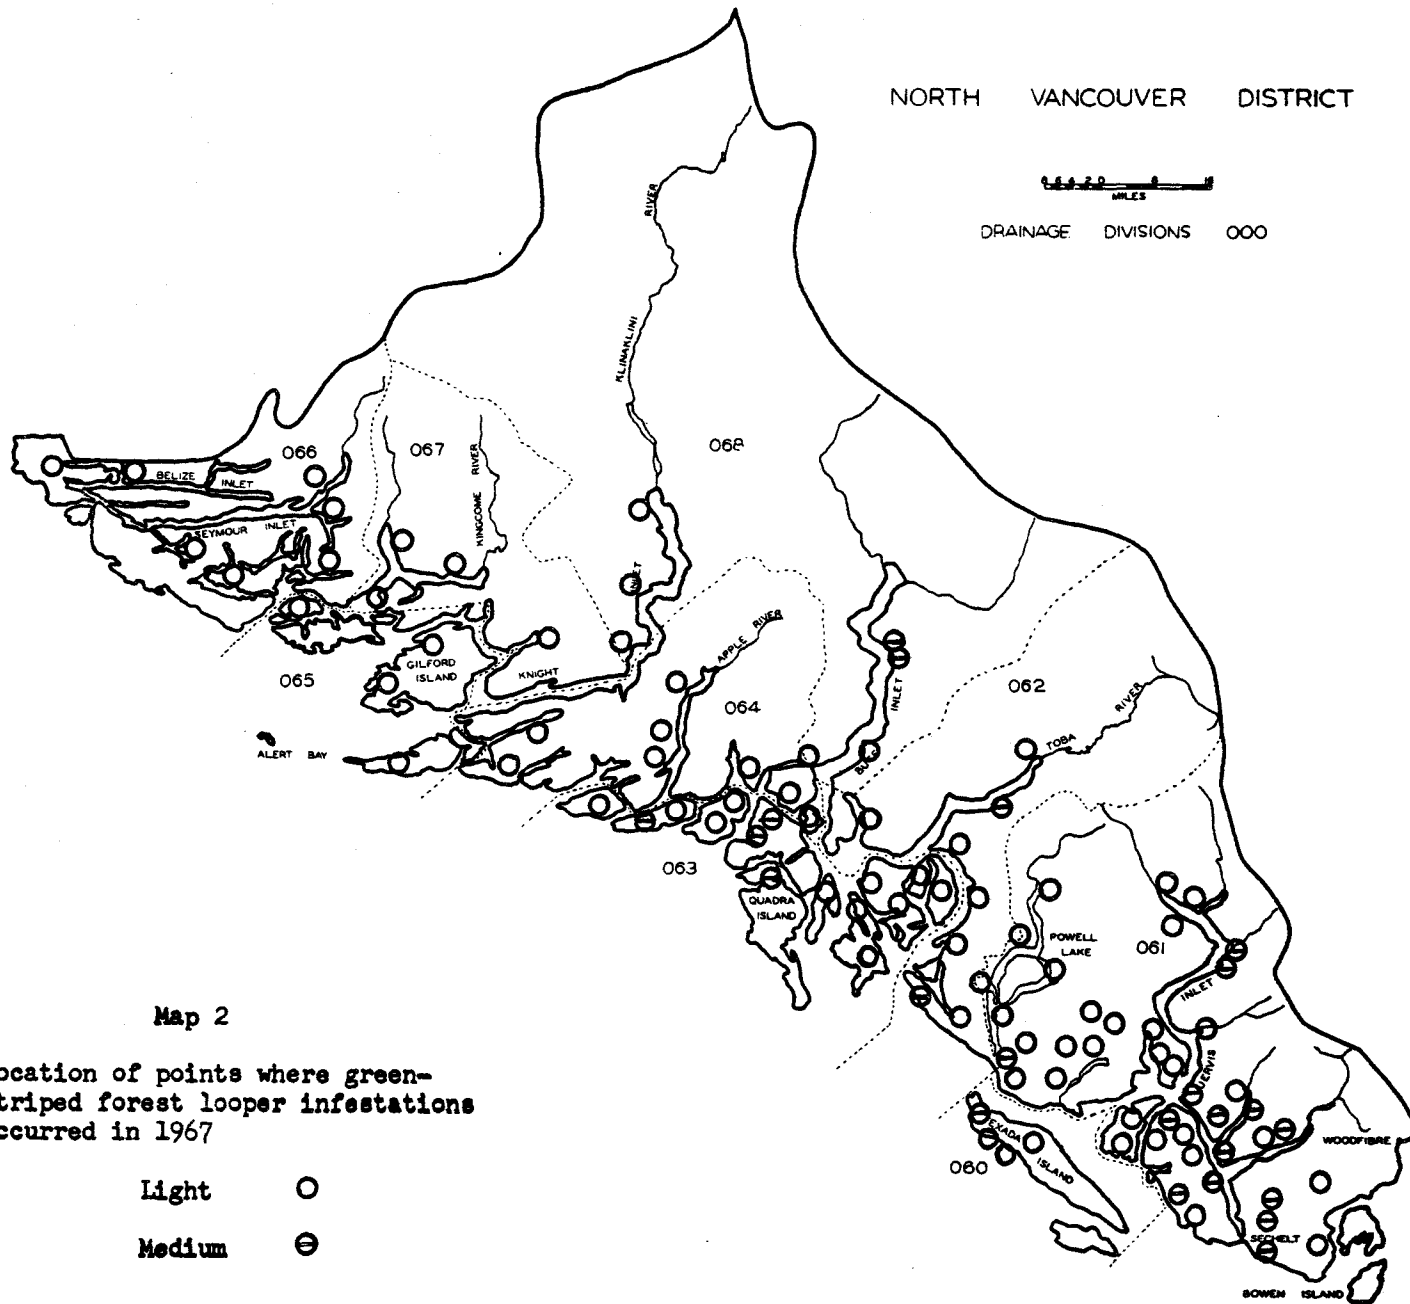 NORTH VANCOUVER DISTRICT
MILES
DRAINAGE DIVISIONS 000
RIVER
KLINAKLINI
066
067
068
BELIZE INLET
KINGCOME RIVER
SEYMOUR INLET
INLET
APPLE RIVER
GILFORD
ISLAND
KNIGHT
065
064
062
INLET
RIVER
TOBA
ALERT BAY
063
QUADRA
ISLAND
POWELL
LAKE
061
INLET
JERVIS
Map 2
ocation of points where green-
triped forest looper infestations
ccurred in 1967
Light
Medium
EXADA ISLAND
060
WOODFIBRE
SECHELT
BOWEN ISLAND